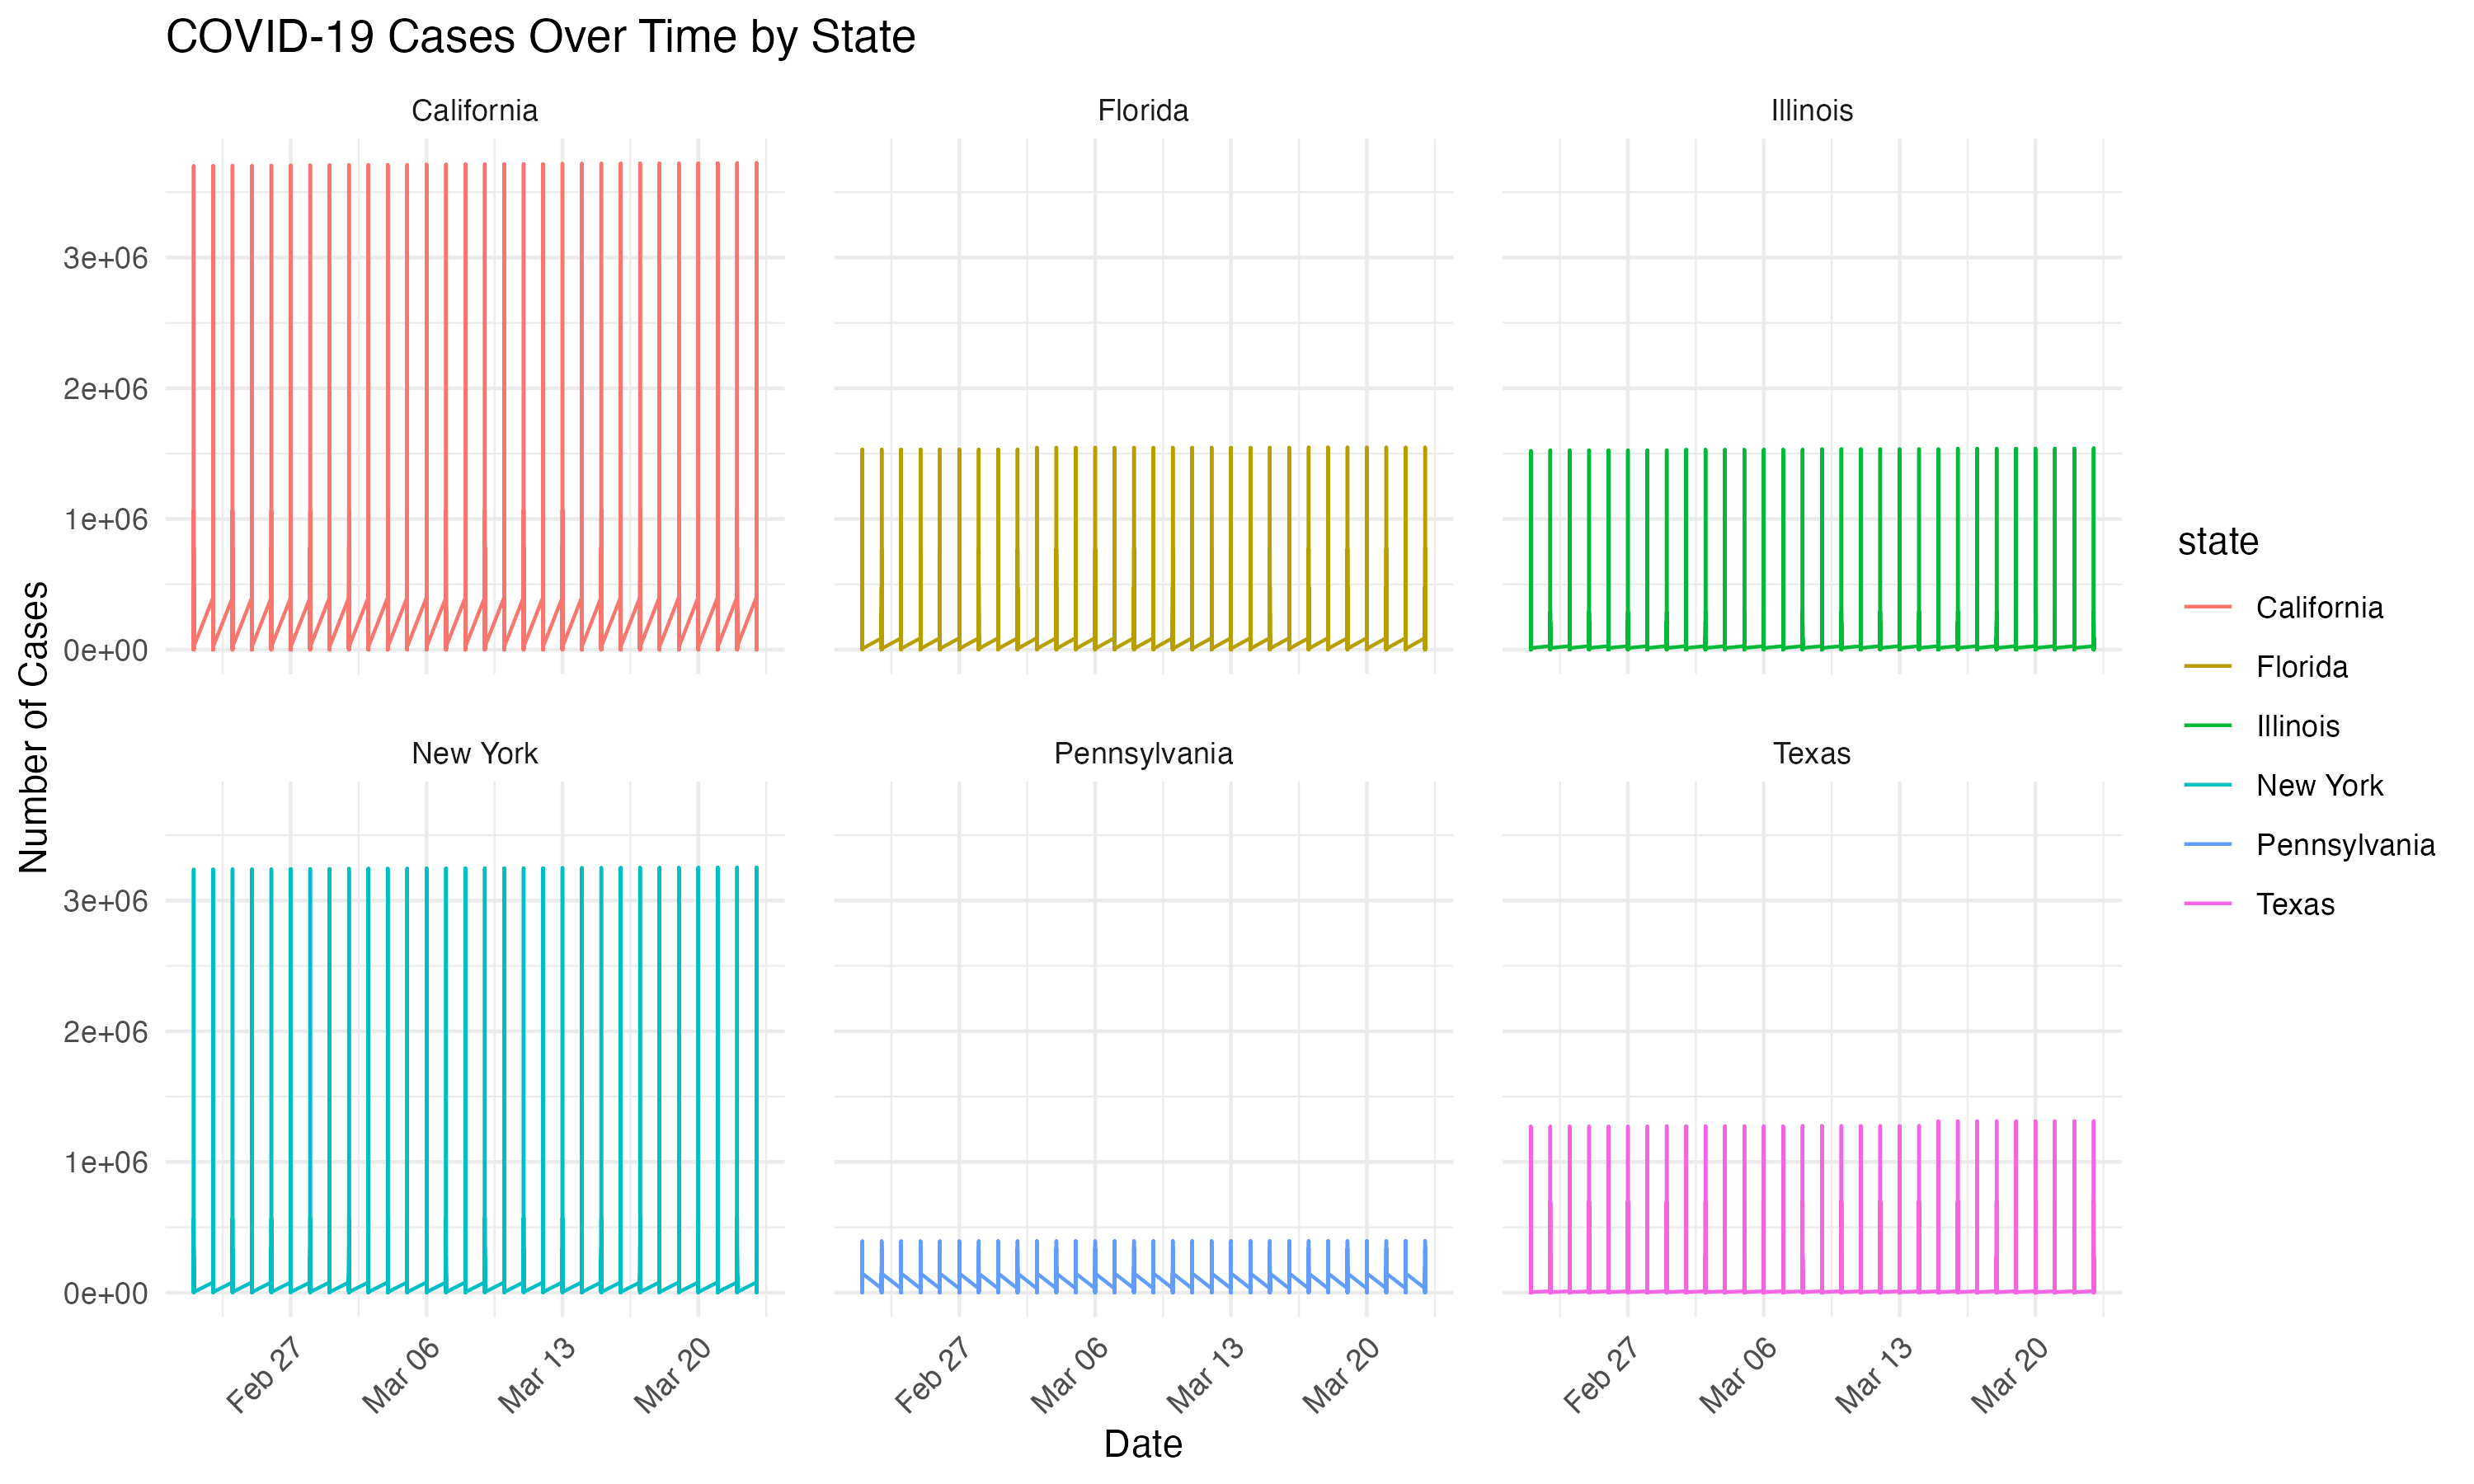 COVID-19 Cases Over Time by State
California
Florida
Illinois
3e+06
2e+06
1e+06
0e+00
Number of Cases
New York
Pennsylvania
Texas
3e+06
2e+06
1e+06
0e+00
Feb 27
Mar 06
Mar 13
Mar 20
Feb 27
Mar 06
Mar 13
Mar 20
Feb 27
Mar 06
Mar 13
Mar 20
Date
state
California
Florida
Illinois
New York
Pennsylvania
Texas